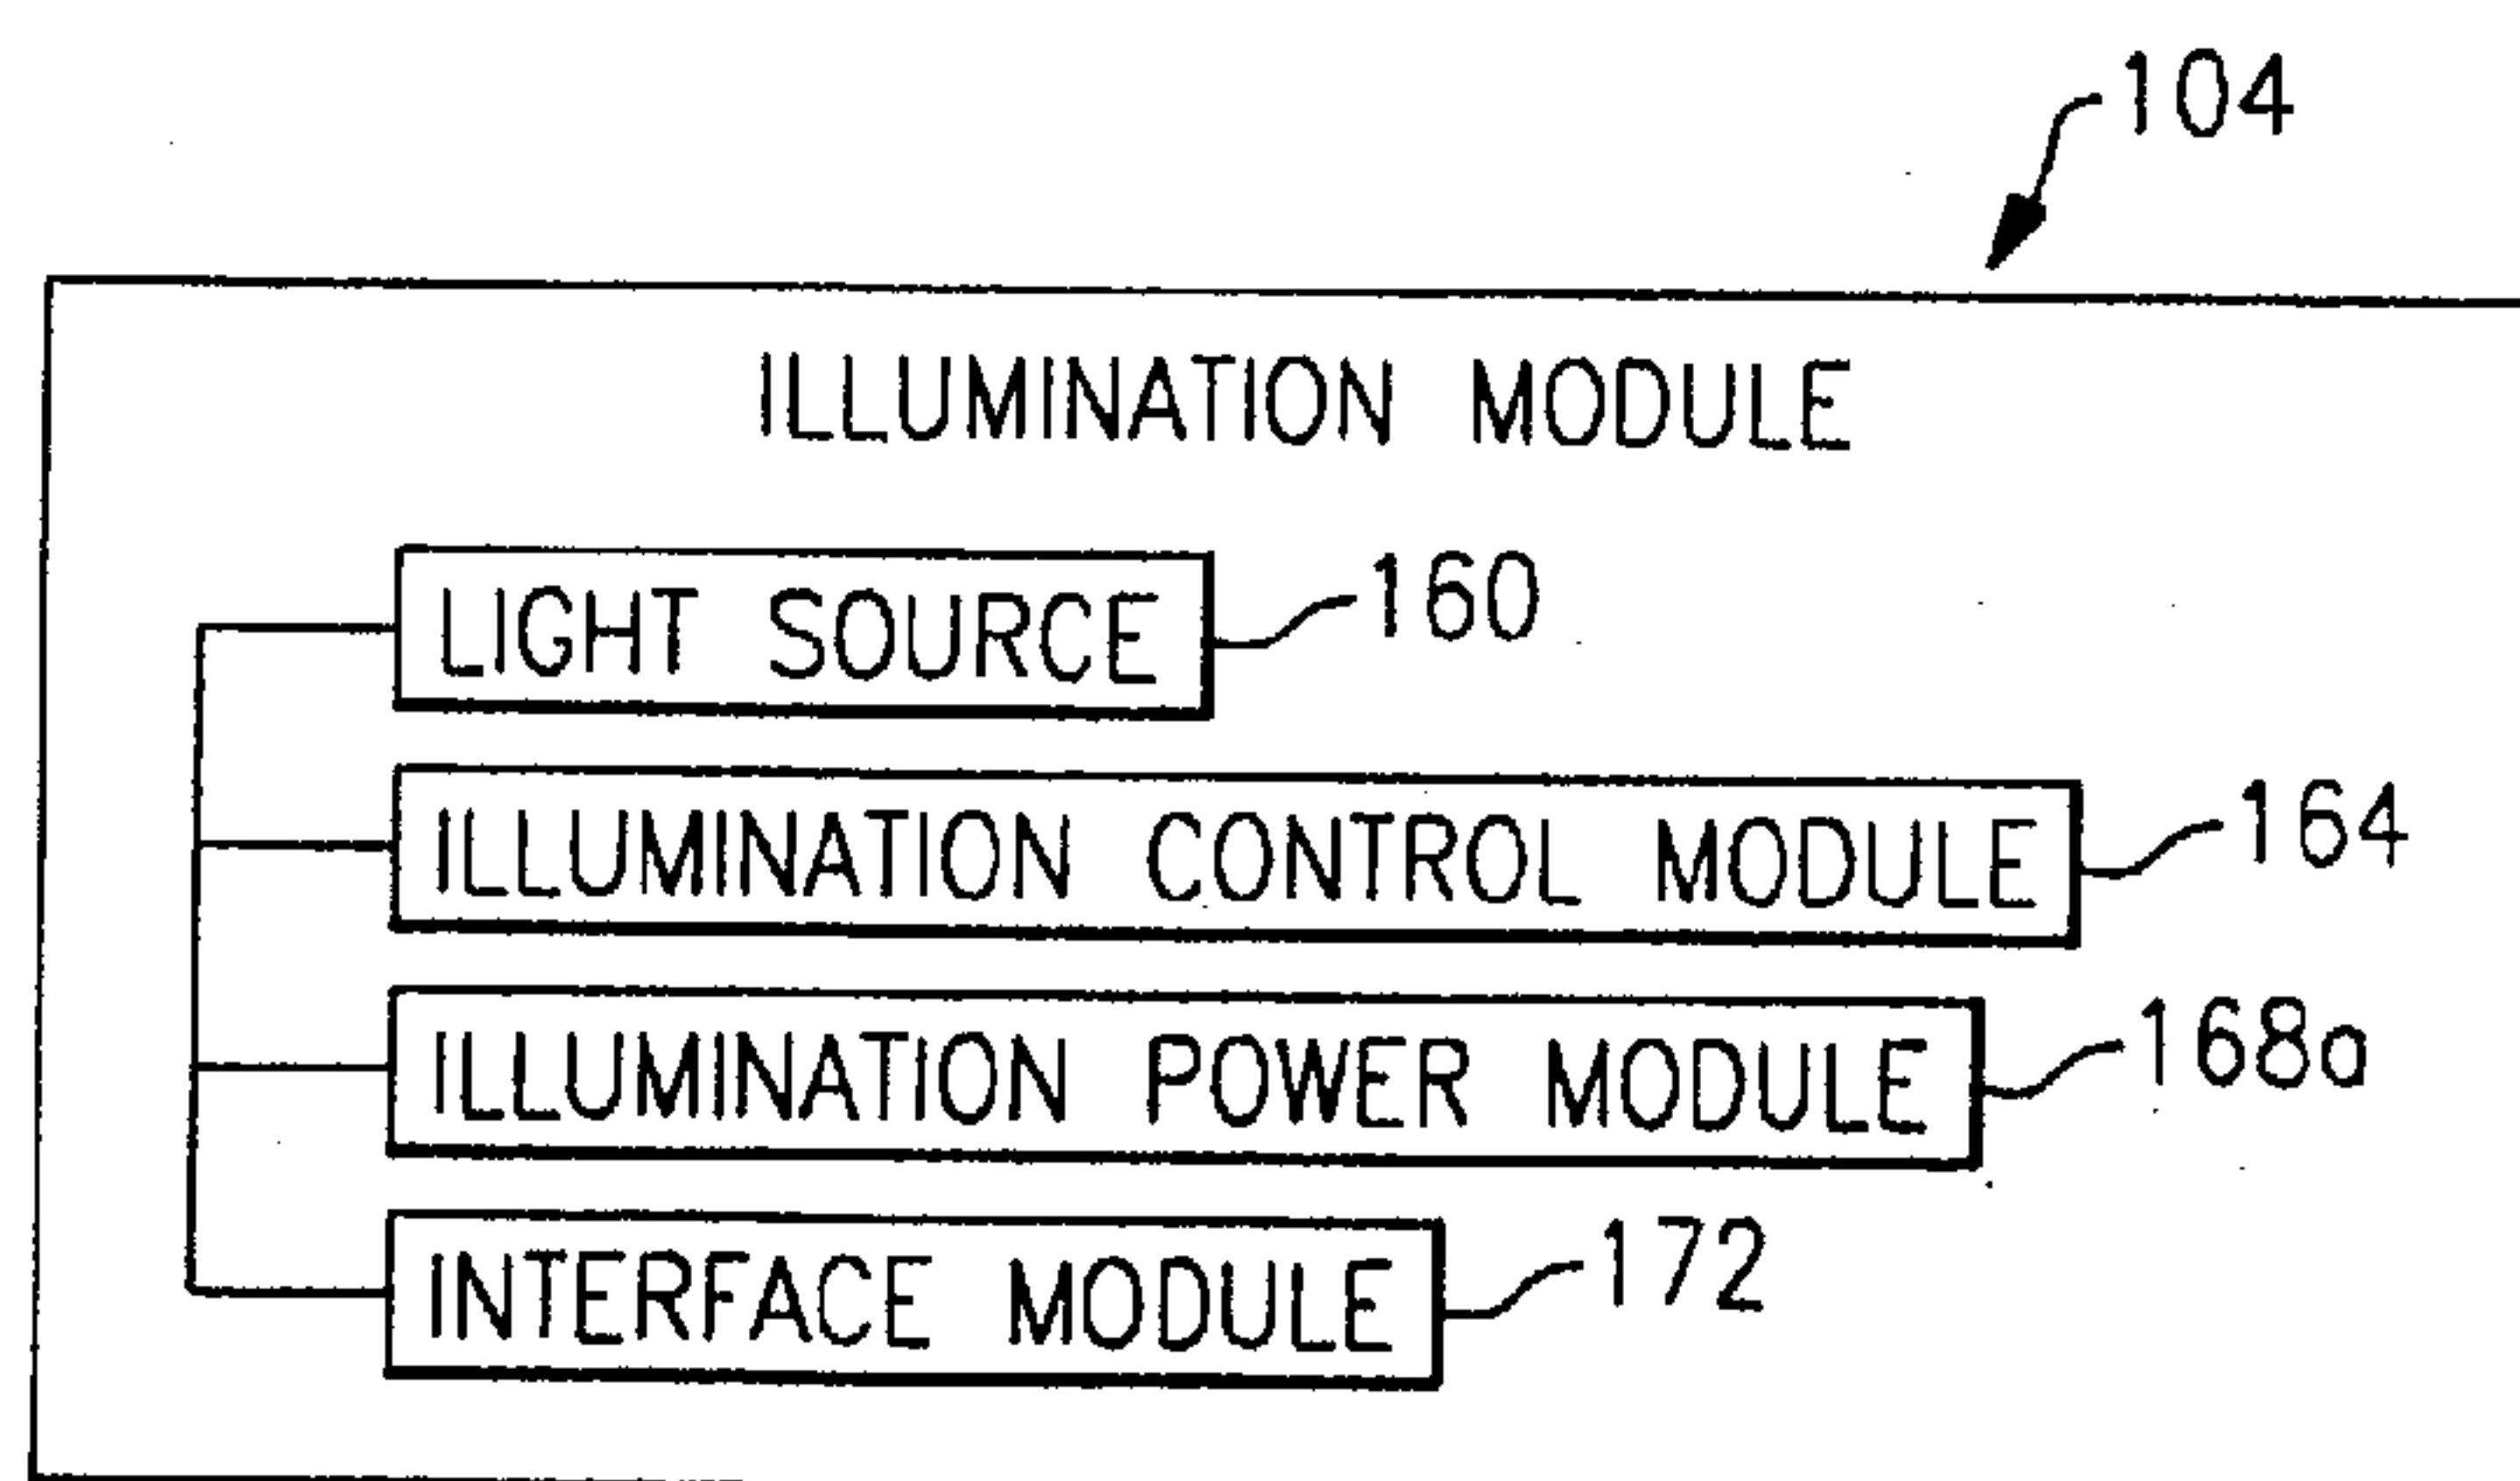 104
ILLUMINATION MODULE
LIGHT SOURCE 160
ILLUMINATION CONTROL MODULE 164
ILLUMINATION POWER MODULE 168a
INTERFACE MODULE 172